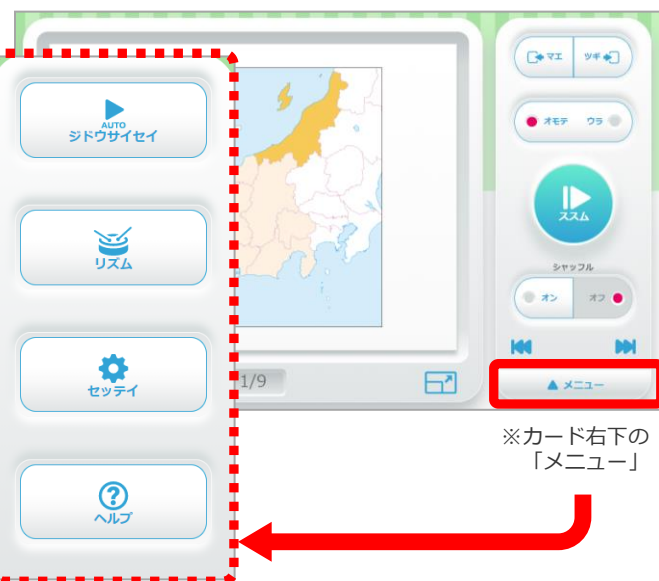 AUTO
ジドウサイセイ
リズム
セッテイ
ヘルプ
1/9
マエ
ツギ
オモテ
ウラ
ススム
シャッフル
オン
オフ
▲ メニュー
※カード右下の
「メニュー」